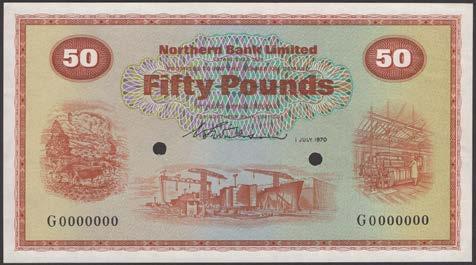 50
Northern Bank Limited
50
Fifty Pounds
1 JULY, 1970
G0000000
G0000000